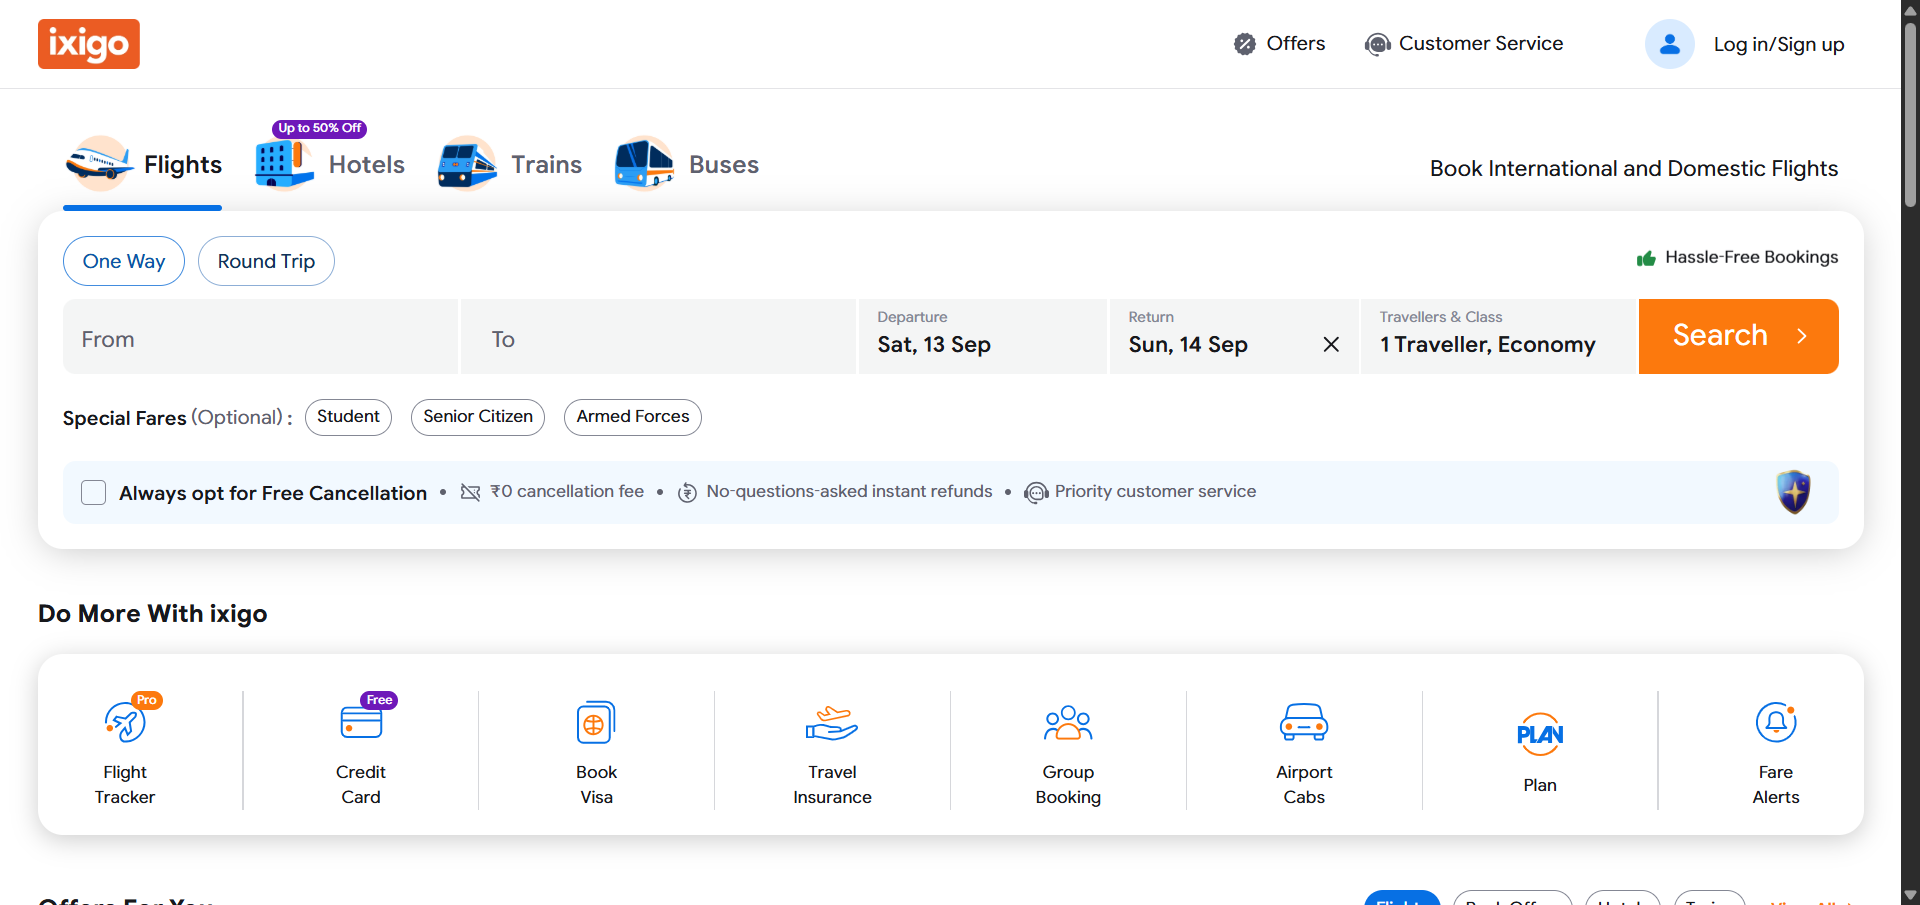 ixigo
Offers
Customer Service
Log in/Sign up
Up to 50% Off
Flights
Hotels
Trains
Buses
Book International and Domestic Flights
One Way
Round Trip
Hassle-Free Bookings
From
To
Departure
Sat, 13 Sep
Return
Sun, 14 Sep
Travellers & Class
1 Traveller, Economy
Search
Special Fares (Optional) :
Student
Senior Citizen
Armed Forces
Always opt for Free Cancellation • ₹0 cancellation fee • No-questions-asked instant refunds • Priority customer service
Do More With ixigo
Pro
Flight
Tracker
Free
Credit
Card
Book
Visa
Travel
Insurance
Group
Booking
Airport
Cabs
PLAN
Plan
Fare
Alerts
Offers For You
Flights